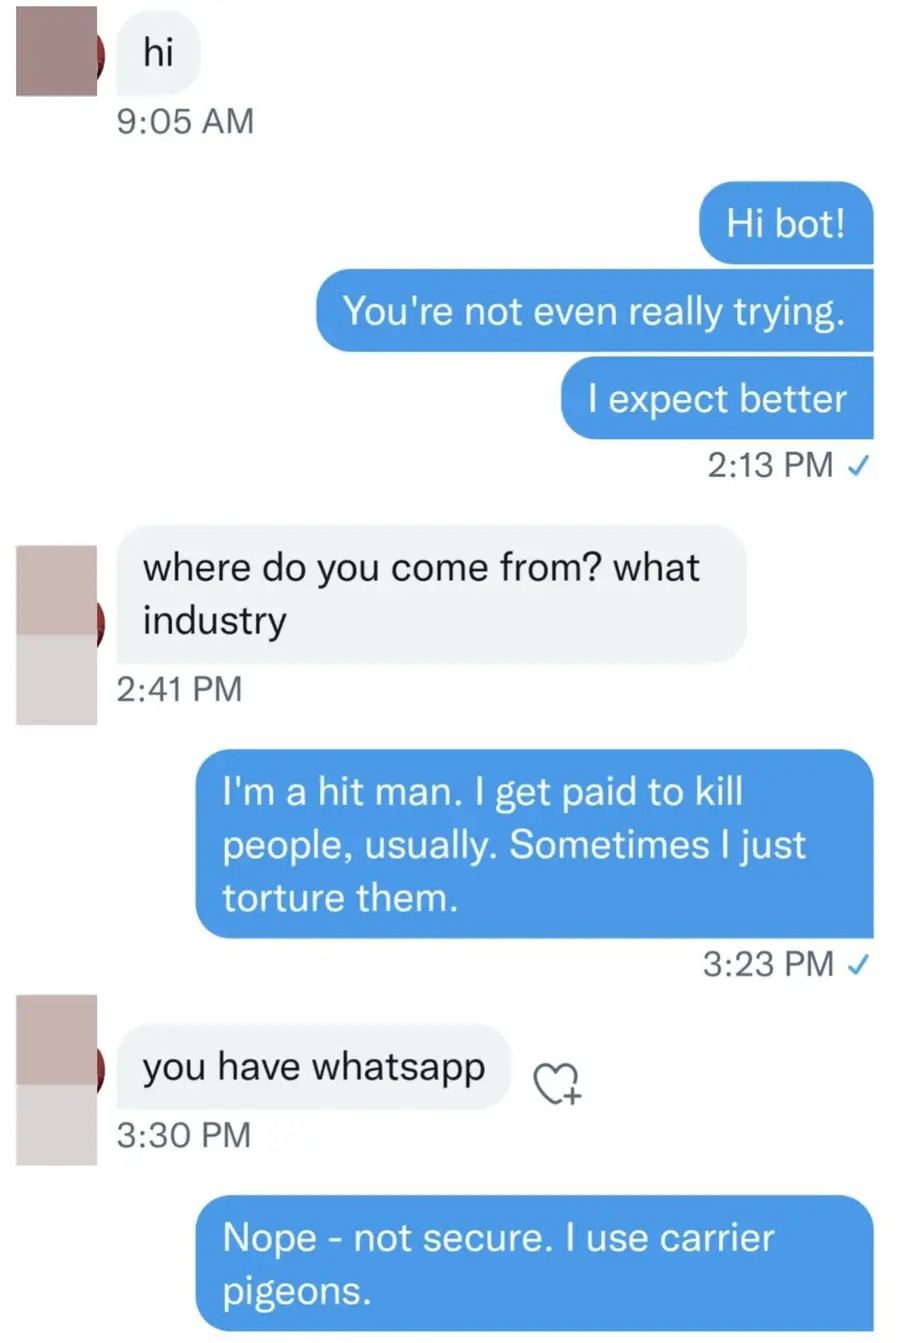 hi
9:05 AM
Hi bot!
You're not even really trying.
I expect better
2:13 PM ✓
where do you come from? what
industry
2:41 PM
I'm a hit man. I get paid to kill
people, usually. Sometimes I just
torture them.
3:23 PM ✓
you have whatsapp
3:30 PM
Nope - not secure. I use carrier
pigeons.